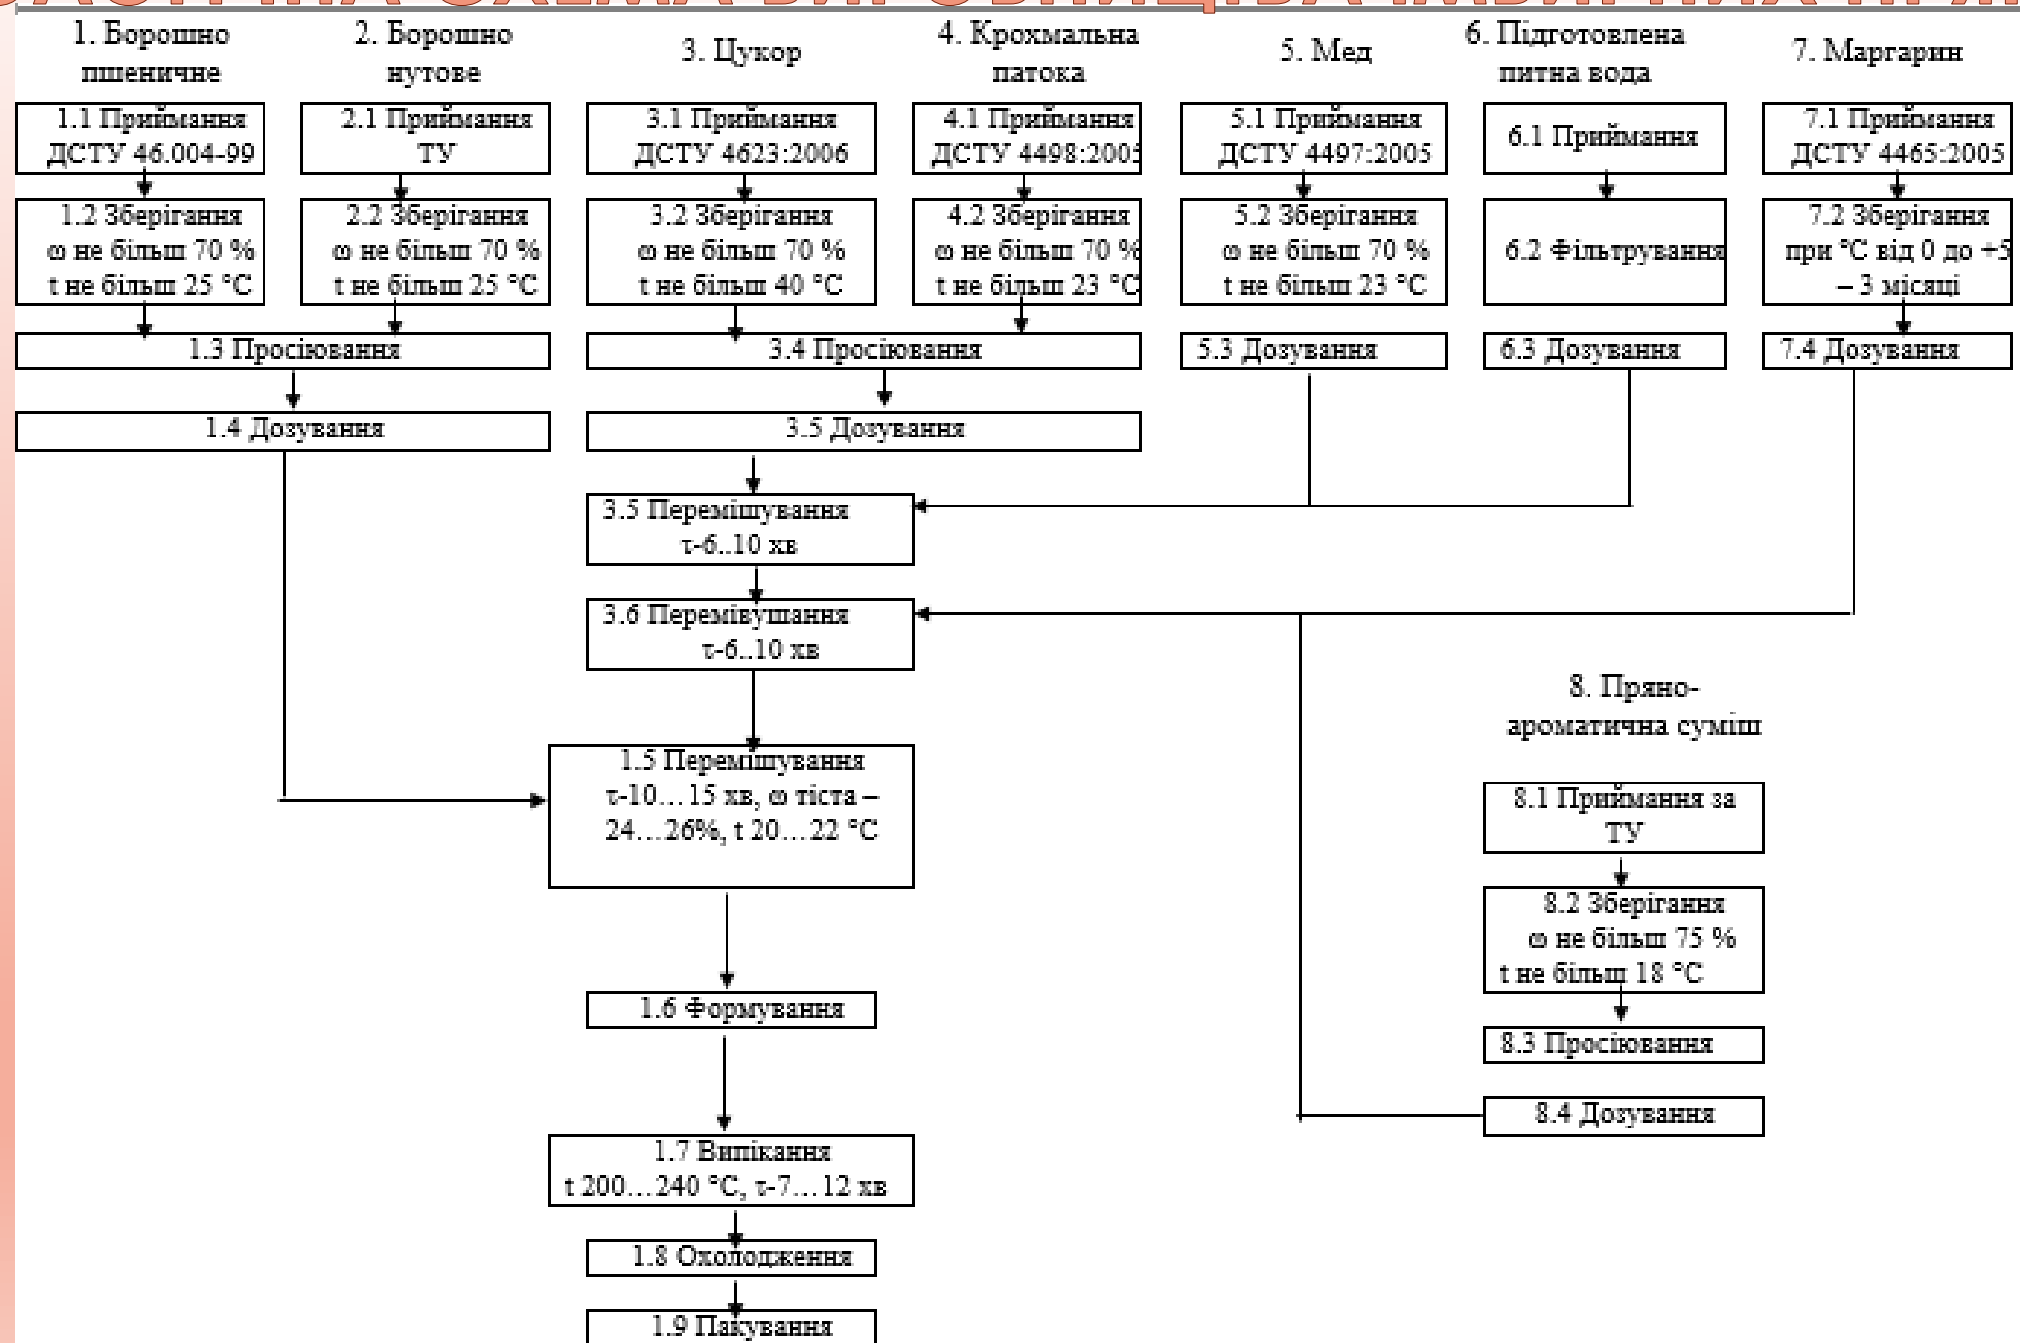 СХЕМА ВИРОБНИЦТВА ІМБИРНИХ
1. Борошно
пшеничне
2. Борошно
нутове
3. Цукор
4. Крохмальна
патока
5. Мед
6. Підготовлена
питна вода
7. Маргарин
1.1 Приймання
ДСТУ 46.004-99
2.1 Приймання
ТУ
3.1 Приймання
ДСТУ 4623:2006
4.1 Приймання
ДСТУ 4498:2005
5.1 Приймання
ДСТУ 4497:2005
6.1 Приймання
7.1 Приймання
ДСТУ 4465:2005
1.2 Зберігання
ω не більш 70 %
t не більш 25 °С
2.2 Зберігання
ω не більш 70 %
t не більш 25 °С
3.2 Зберігання
ω не більш 70 %
t не більш 40 °С
4.2 Зберігання
ω не більш 70 %
t не більш 23 °С
5.2 Зберігання
ω не більш 70 %
t не більш 23 °С
6.2 Фільтрування
7.2 Зберігання
при °С від 0 до +5
– 3 місяці
1.3 Просіювання
3.4 Просіювання
5.3 Дозування
6.3 Дозування
7.4 Дозування
1.4 Дозування
3.5 Дозування
3.5 Перемішування
τ-6..10 хв
3.6 Перемівушання
τ-6..10 хв
8. Пряно-
ароматична суміш
1.5 Перемішування
τ-10…15 хв, ω тіста –
24…26%, t 20…22 °С
8.1 Приймання за
ТУ
8.2 Зберігання
ω не більш 75 %
t не більш 18 °С
1.6 Формування
8.3 Просіювання
8.4 Дозування
1.7 Випікання
t 200…240 °С, τ-7…12 хв
1.8 Охолодження
1.9 Пакування